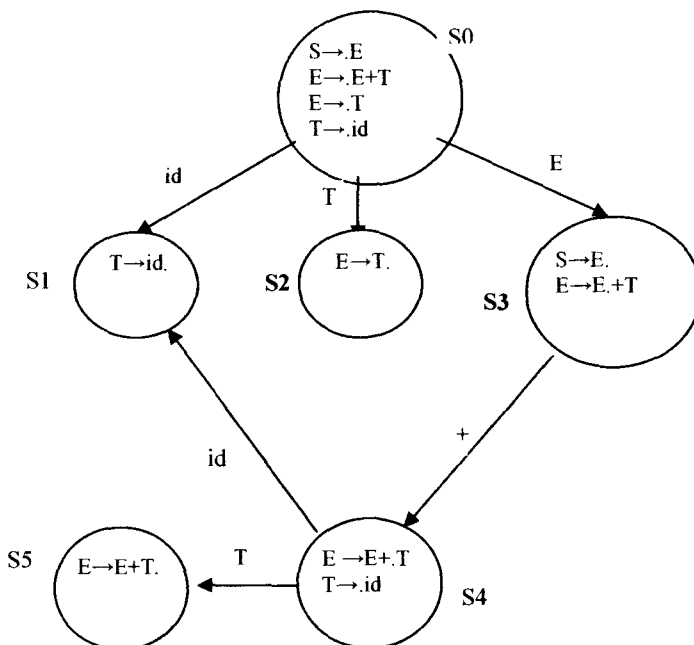 S0
S→.E
E→.E+T
E→.T
T→.id
id
T
E
S1
T→id.
S2
E→T.
S3
S→E.
E→E.+T
id
+
S5
E→E+T.
T
E →E+.T
T→.id
S4